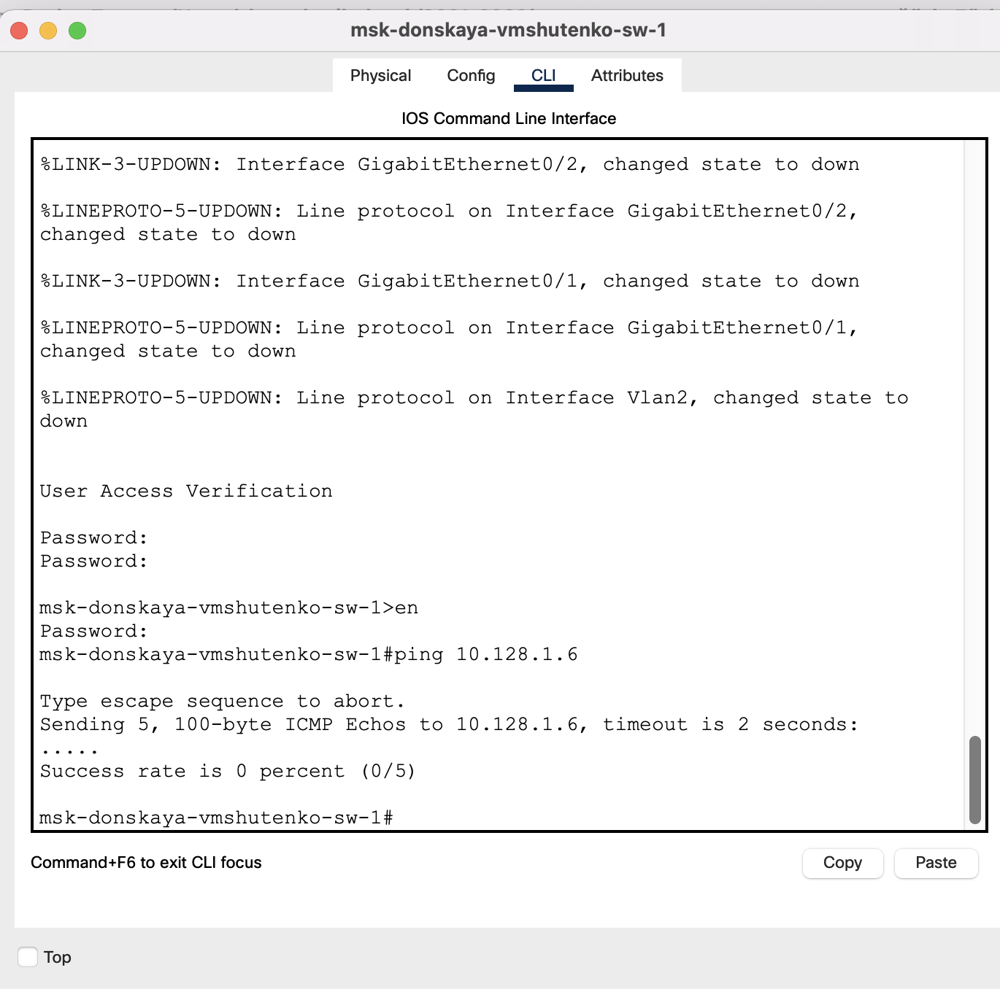 msk-donskaya-vmshutenko-sw-1
Physical Config CLI Attributes
IOS Command Line Interface
%LINK-3-UPDOWN: Interface GigabitEthernet0/2, changed state to down
%LINEPROTO-5-UPDOWN: Line protocol on Interface GigabitEthernet0/2,
changed state to down
%LINK-3-UPDOWN: Interface GigabitEthernet0/1, changed state to down
%LINEPROTO-5-UPDOWN: Line protocol on Interface GigabitEthernet0/1,
changed state to down
%LINEPROTO-5-UPDOWN: Line protocol on Interface Vlan2, changed state to
down
User Access Verification
Password:
Password:
msk-donskaya-vmshutenko-sw-1>en
Password:
msk-donskaya-vmshutenko-sw-1#ping 10.128.1.6
Type escape sequence to abort.
Sending 5, 100-byte ICMP Echos to 10.128.1.6, timeout is 2 seconds:
.....
Success rate is 0 percent (0/5)
msk-donskaya-vmshutenko-sw-1#
Command+F6 to exit CLI focus
Copy Paste
Top